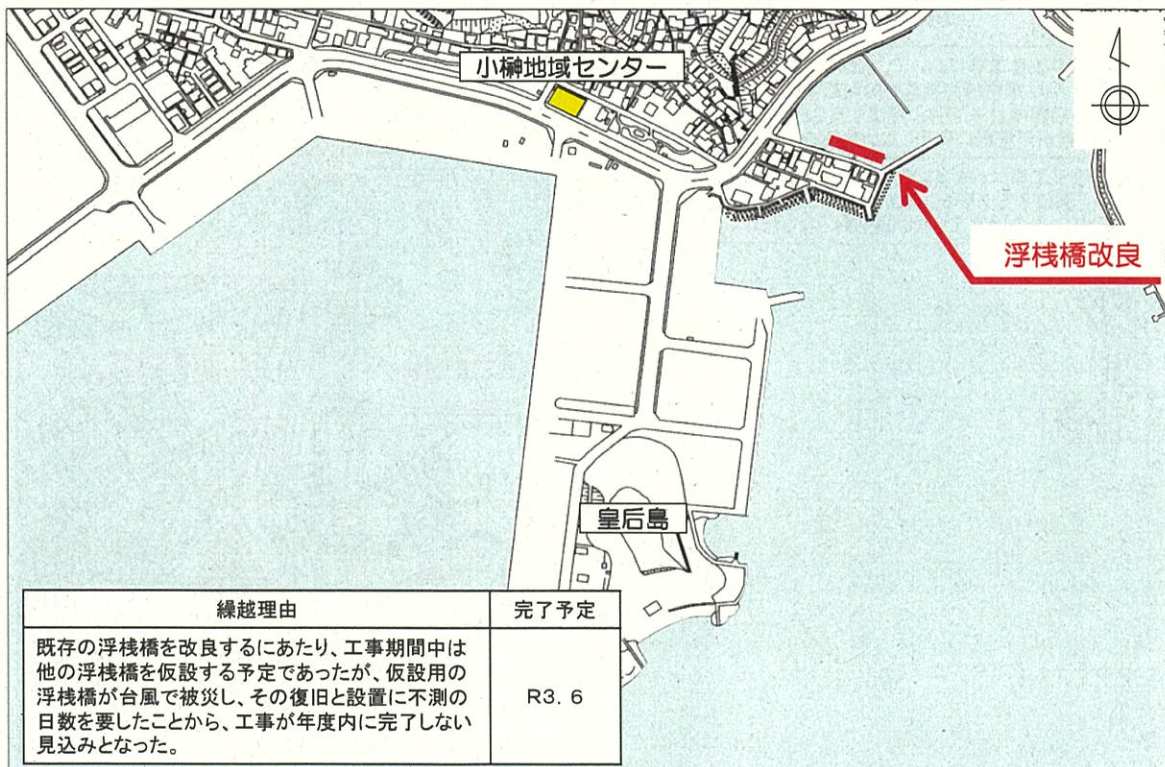 小榊地域センター
浮桟橋改良
皇后島
繰越理由
完了予定
既存の浮桟橋を改良するにあたり、工事期間中は
他の浮桟橋を仮設する予定であったが、仮設用の
浮桟橋が台風で被災し、その復旧と設置に不測の
日数を要したことから、工事が年度内に完了しない
見込みとなった。
R3. 6